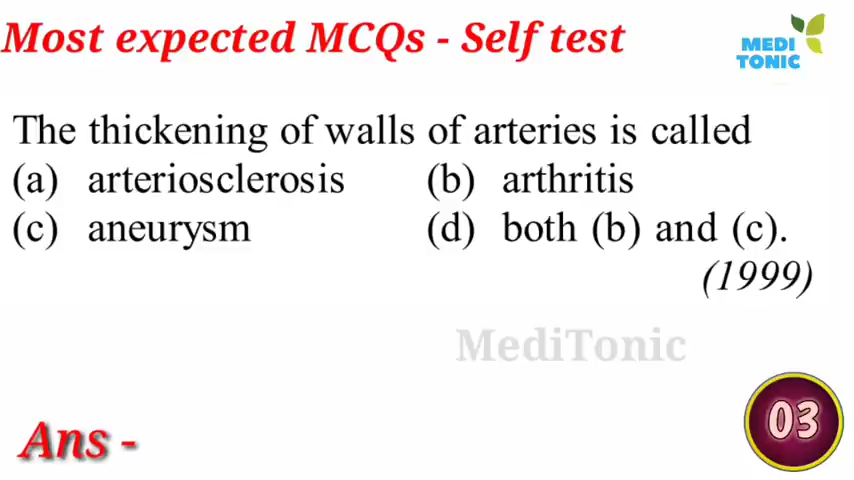 Most expected MCQs - Self test
MEDI
TONIC
The thickening of walls of arteries is called
(a) arteriosclerosis (b) arthritis
(c) aneurysm (d) both (b) and (c).
(1999)
MediTonic
Ans -
03